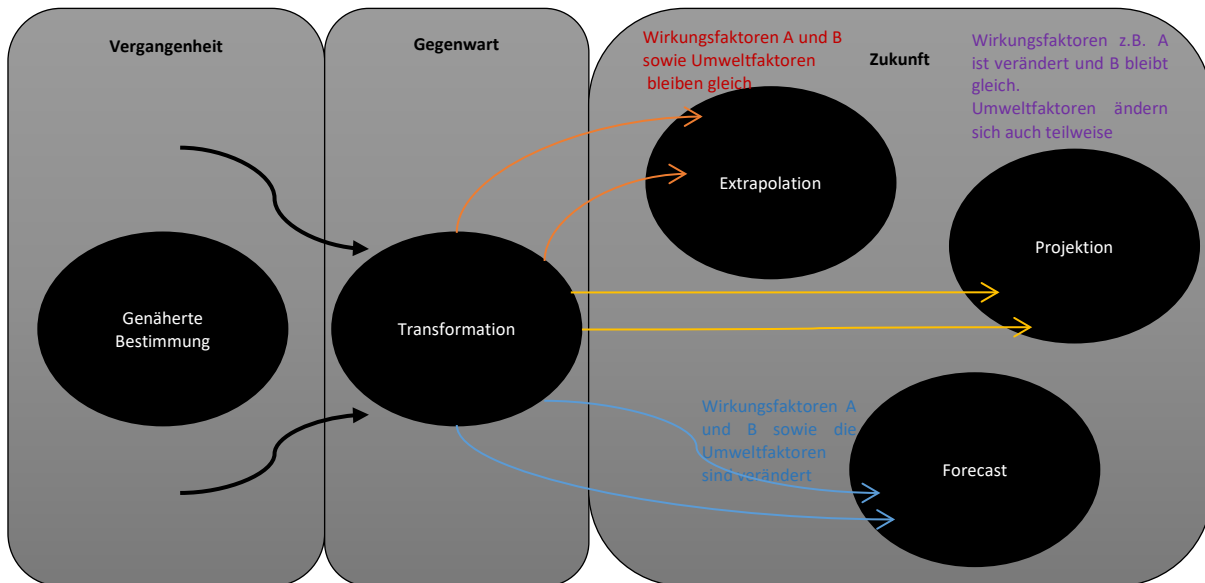 Vergangenheit
Gegenwart
Zukunft
Wirkungsfaktoren A und B
sowie Umweltfaktoren
bleiben gleich
Wirkungsfaktoren z.B. A
ist verändert und B bleibt
gleich.
Umweltfaktoren ändern
sich auch teilweise
Extrapolation
Projektion
Genäherte
Bestimmung
Transformation
Wirkungsfaktoren A
und B sowie die
Umweltfaktoren
sind verändert
Forecast